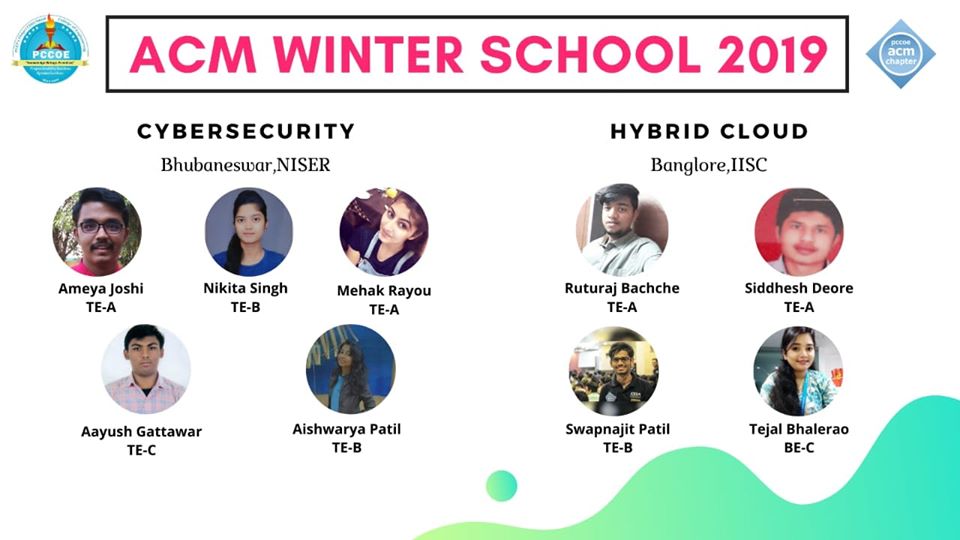 PCCOE
ACM WINTER SCHOOL 2019
pccoe
acm
chapter
CYBERSECURITY
Bhubaneswar,NISER
Ameya Joshi
TE-A
Nikita Singh
TE-B
Mehak Rayou
TE-A
Aayush Gattawar
TE-C
Aishwarya Patil
TE-B
HYBRID CLOUD
Banglore,IISC
Ruturaj Bachche
TE-A
Siddhesh Deore
TE-A
Swapnajit Patil
TE-B
Tejal Bhalerao
BE-C